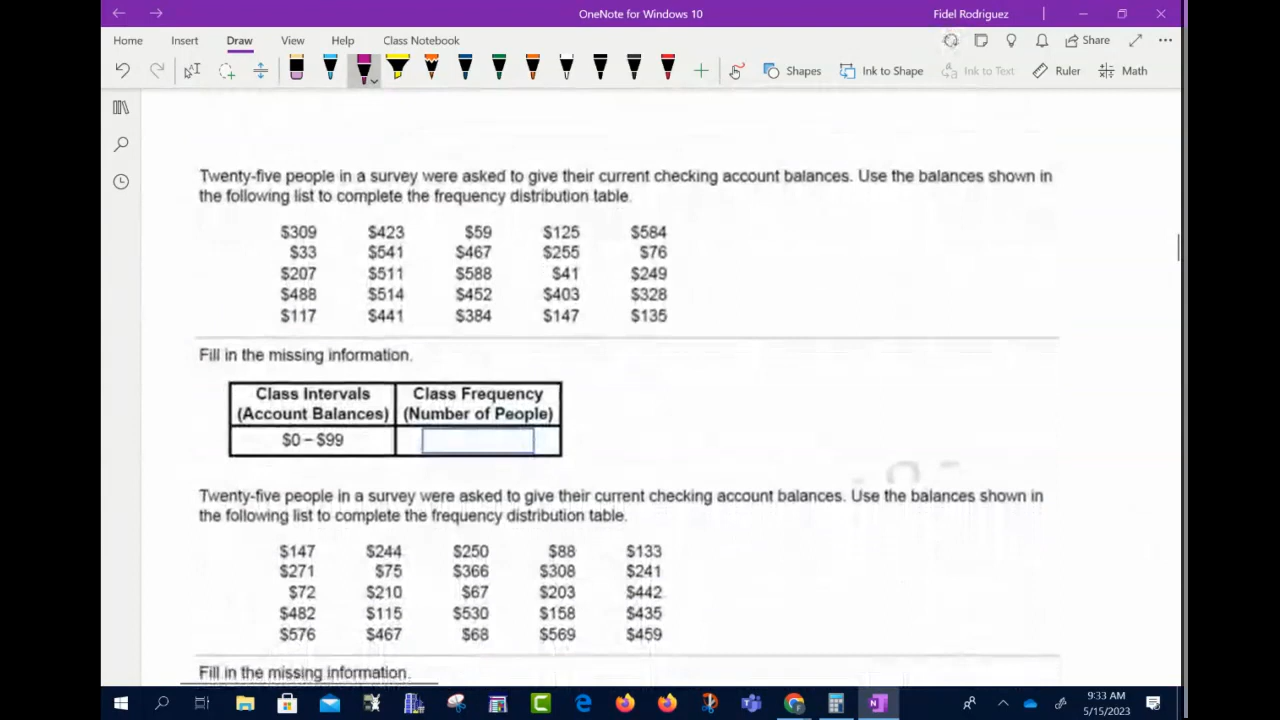 OneNote for Windows 10
Fidel Rodriguez
Home Insert Draw View Help Class Notebook
Share
Shapes Ink to Shape Ink to Text Ruler Math
Twenty-five people in a survey were asked to give their current checking account balances. Use the balances shown in
the following list to complete the frequency distribution table.
$309 $423 $59 $125 $584
$33 $541 $467 $255 $76
$207 $511 $588 $41 $249
$488 $514 $452 $403 $328
$117 $441 $384 $147 $135
Fill in the missing information.
Class Intervals Class Frequency
(Account Balances) (Number of People)
$0 – $99
Twenty-five people in a survey were asked to give their current checking account balances. Use the balances shown in
the following list to complete the frequency distribution table.
$147 $244 $250 $88 $133
$271 $75 $366 $308 $241
$72 $210 $67 $203 $442
$482 $115 $530 $158 $435
$576 $467 $68 $569 $459
Fill in the missing information.
9:33 AM
5/15/2023